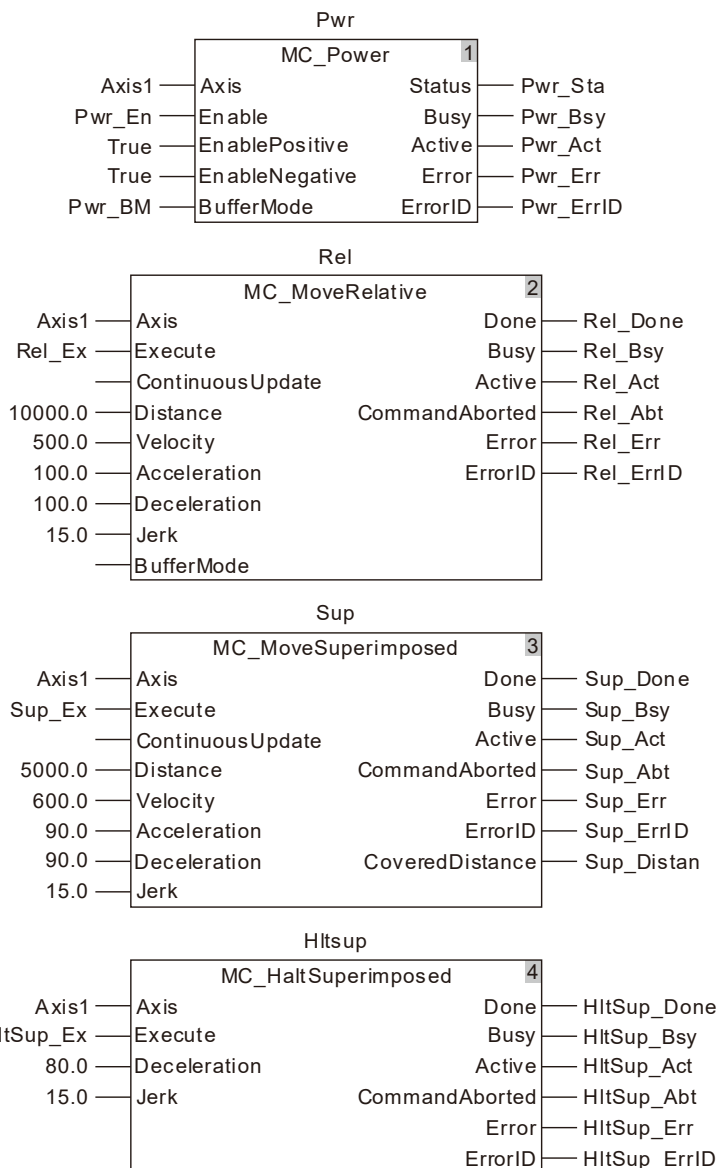 Pwr
MC_Power 1
Axis1 Axis Status Pwr_Sta
Pwr_En Enable Busy Pwr_Bsy
True EnablePositive Active Pwr_Act
True EnableNegative Error Pwr_Err
Pwr_BM BufferMode ErrorID Pwr_ErrID
Rel
MC_MoveRelative 2
Axis1 Axis Done Rel_Done
Rel_Ex Execute Busy Rel_Bsy
ContinuousUpdate Active Rel_Act
10000.0 Distance CommandAborted Rel_Abt
500.0 Velocity Error Rel_Err
100.0 Acceleration ErrorID Rel_ErrID
100.0 Deceleration
15.0 Jerk
BufferMode
Sup
MC_MoveSuperimposed 3
Axis1 Axis Done Sup_Done
Sup_Ex Execute Busy Sup_Bsy
ContinuousUpdate Active Sup_Act
5000.0 Distance CommandAborted Sup_Abt
600.0 Velocity Error Sup_Err
90.0 Acceleration ErrorID Sup_ErrID
90.0 Deceleration CoveredDistance Sup_Distan
15.0 Jerk
Hltsup
MC_HaltSuperimposed 4
Axis1 Axis Done HltSup_Done
ltSup_Ex Execute Busy HltSup_Bsy
80.0 Deceleration Active HltSup_Act
15.0 Jerk CommandAborted HltSup_Abt
Error HltSup_Err
ErrorID HltSup_ErrID